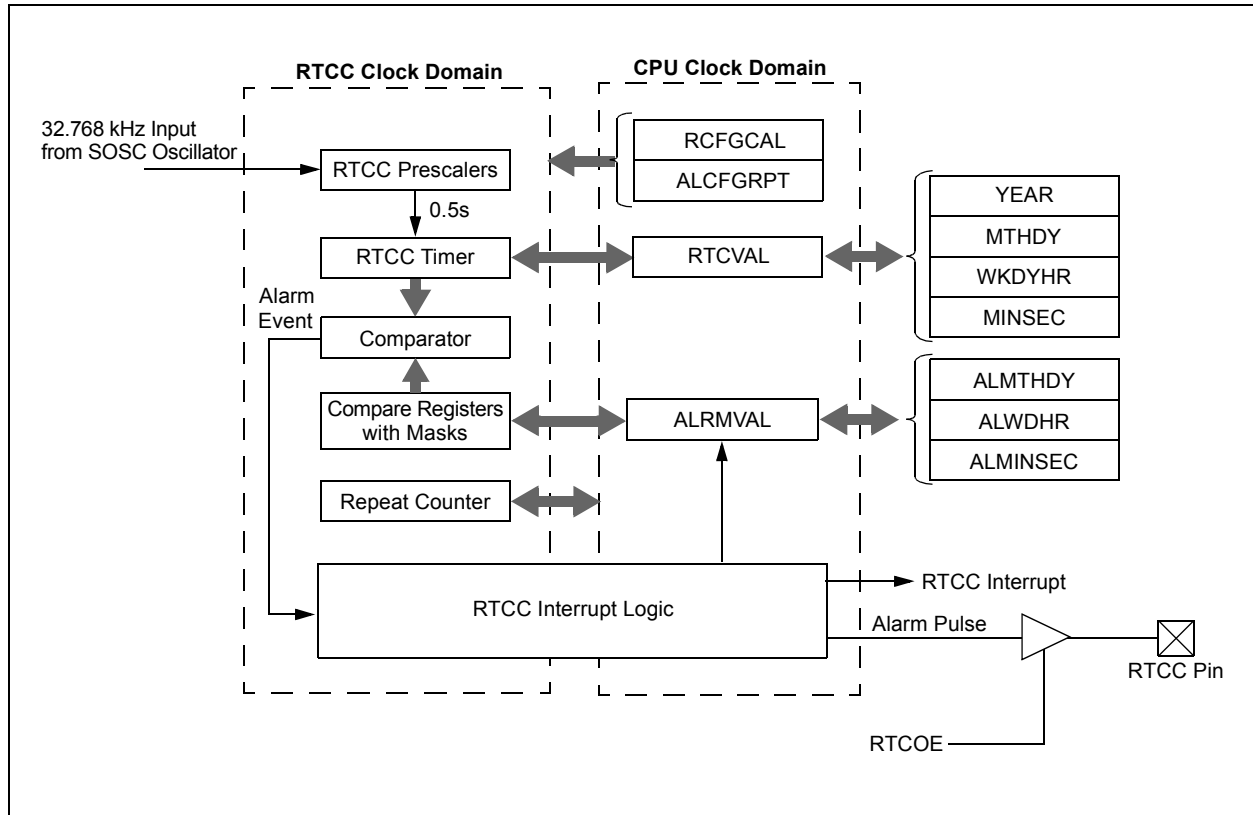 RTCC Clock Domain
CPU Clock Domain
32.768 kHz Input
from SOSC Oscillator
RTCC Prescalers
0.5s
RTCC Timer
Alarm
Event
Comparator
Compare Registers
with Masks
Repeat Counter
RCFGCAL
ALCFGRPT
RTCVAL
ALRMVAL
YEAR
MTHDY
WKDYHR
MINSEC
ALMTHDY
ALWDHR
ALMINSEC
RTCC Interrupt Logic
RTCC Interrupt
Alarm Pulse
RTCC Pin
RTCOE